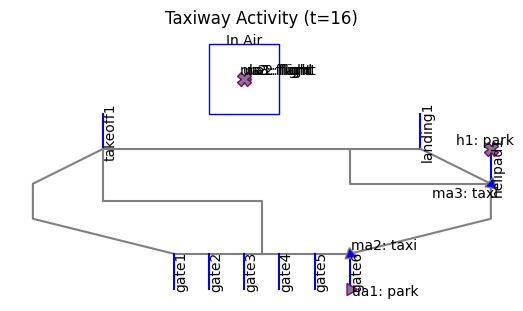 Taxiway Activity (t=16)
In Air
takeoff1
landing1
h1: park
helipad1
ma3: taxi
ma2: taxi
gate1
gate2
gate3
gate4
gate5
gate6
ua1: park